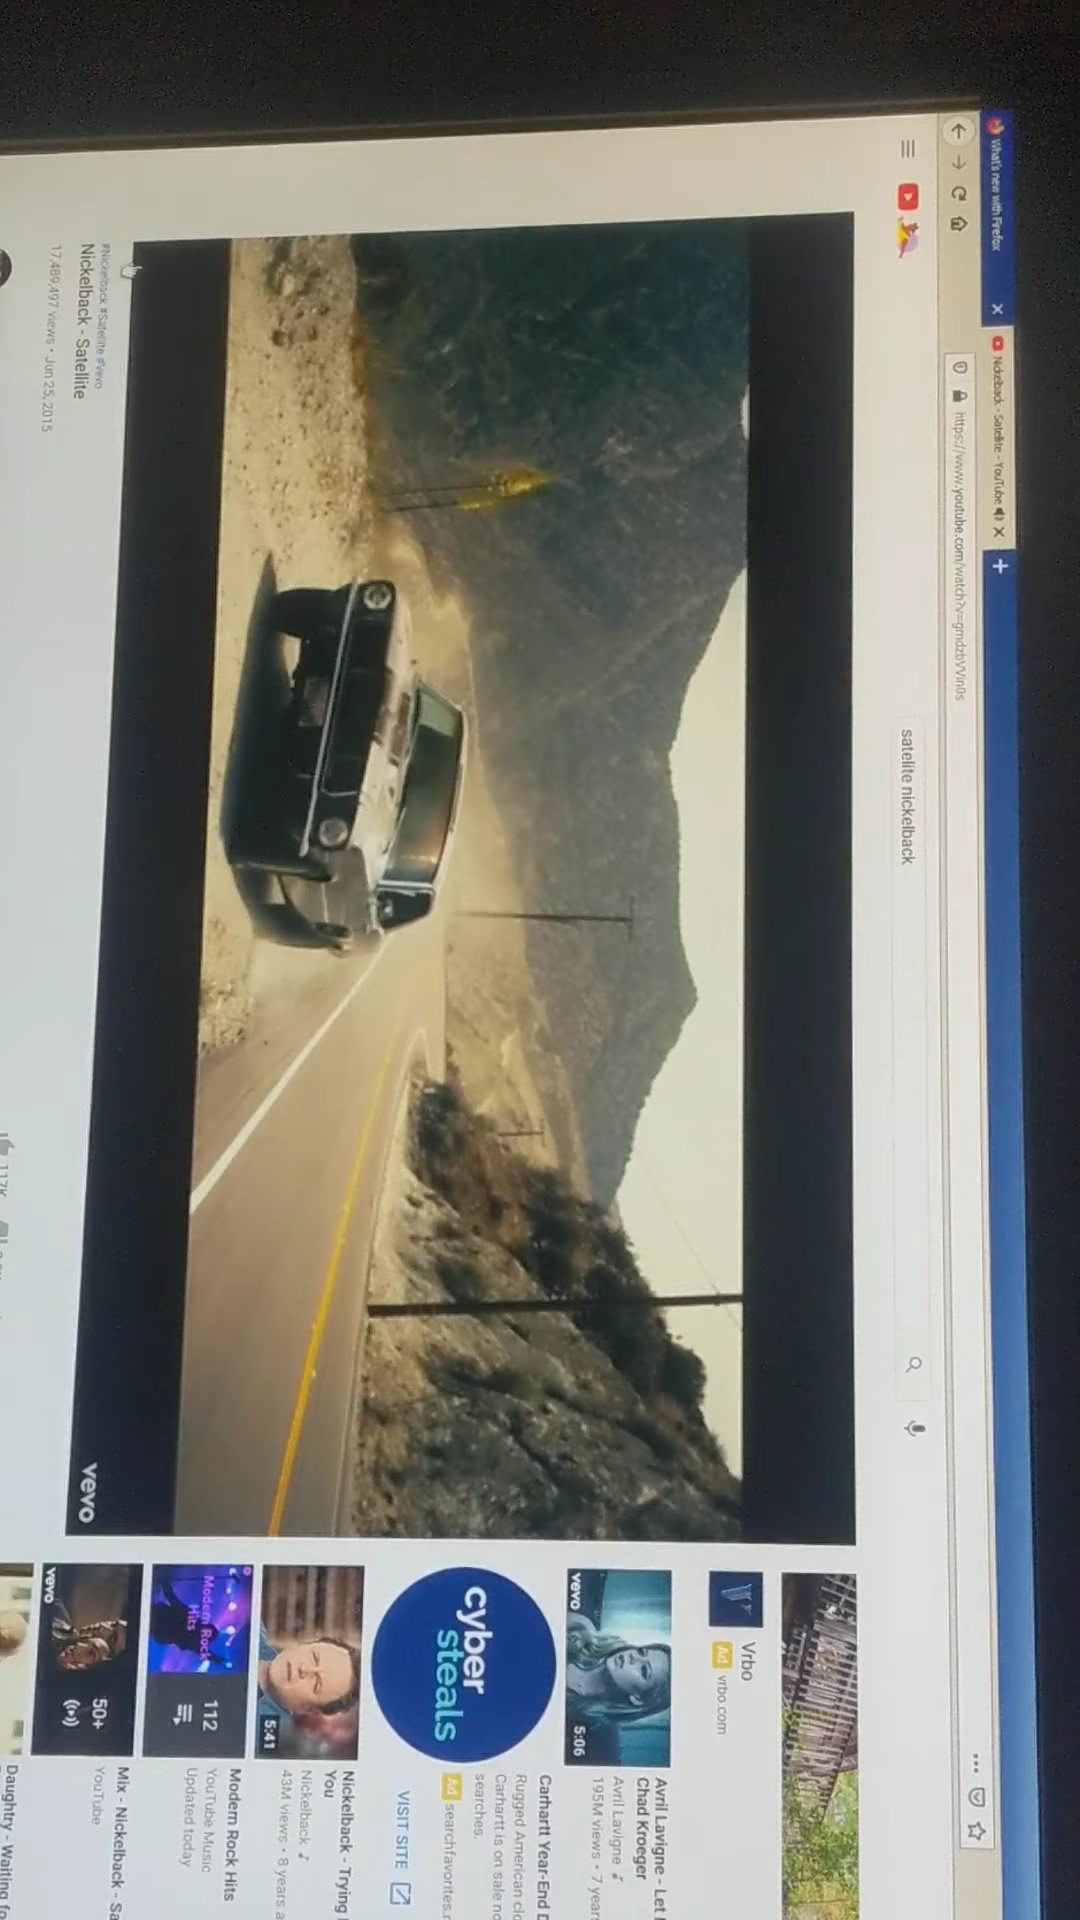 What's new with Firefox
Nickelback - Satellite - YouTube
https://www.youtube.com/watch?v=gmdzbVVin0s
satelite nickelback
vevo
#Nickelback #Satellite #Vevo
Nickelback - Satellite
17,489,497 views • Jun 25, 2015
117K
Vrbo
Ad vrbo.com
vevo
5:06
Avril Lavigne - Let
Chad Kroeger
Avril Lavigne
195M views • 7 years
cyber
steals
Carhartt Year-End
Rugged American clo
Carhartt is on sale no
searches.
Ad searchfavorites.
VISIT SITE
5:41
Nickelback - Trying
You
Nickelback
43M views • 8 years a
Modern Rock
Hits
112
Modern Rock Hits
YouTube Music
Updated today
vevo
50+
Mix - Nickelback - Sa
YouTube
Daughtry - Waiting fo